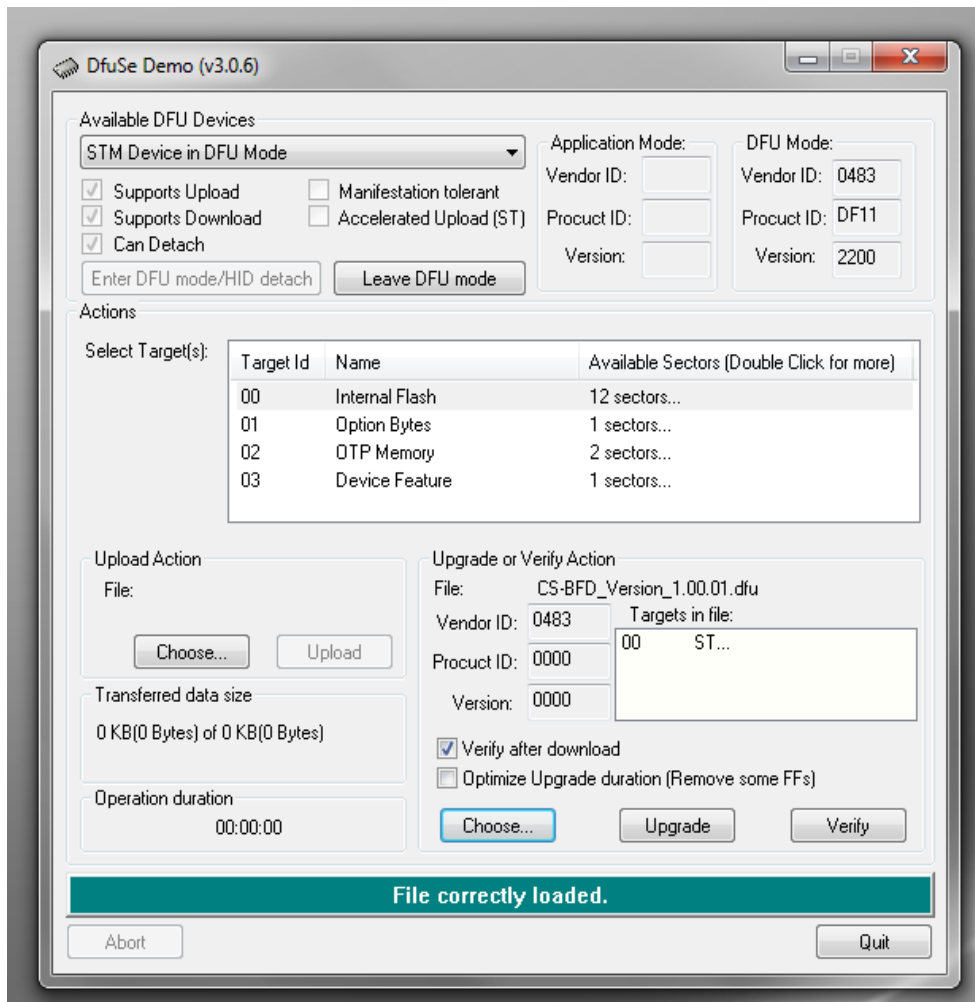 DfuSe Demo (v3.0.6)
Available DFU Devices
STM Device in DFU Mode
Supports Upload
Manifestation tolerant
Supports Download
Accelerated Upload (ST)
Can Detach
Enter DFU mode/HID detach
Leave DFU mode
Application Mode:
Vendor ID:
Procuct ID:
Version:
DFU Mode:
Vendor ID: 0483
Procuct ID: DF11
Version: 2200
Actions
Select Target(s):
Target Id Name Available Sectors (Double Click for more)
00 Internal Flash 12 sectors...
01 Option Bytes 1 sectors...
02 OTP Memory 2 sectors...
03 Device Feature 1 sectors...
Upload Action
File:
Choose... Upload
Transferred data size
0 KB(0 Bytes) of 0 KB(0 Bytes)
Operation duration
00:00:00
Upgrade or Verify Action
File: CS-BFD_Version_1.00.01.dfu
Vendor ID: 0483
Procuct ID: 0000
Version: 0000
Targets in file:
00 ST...
Verify after download
Optimize Upgrade duration (Remove some FFs)
Choose... Upgrade Verify
File correctly loaded.
Abort Quit